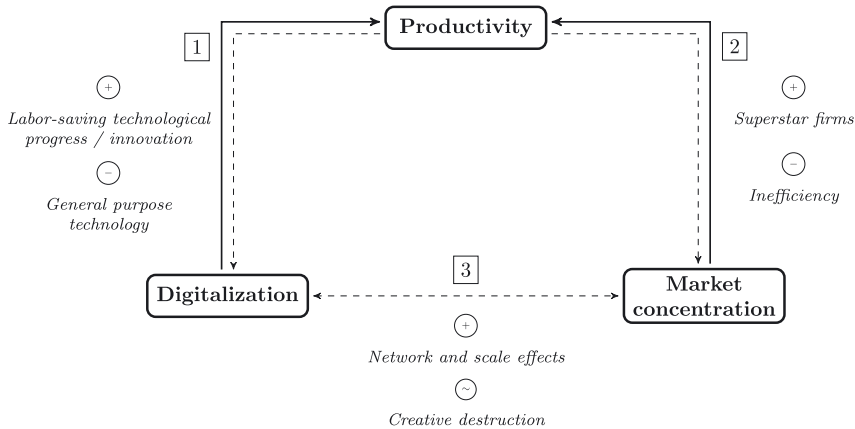 Productivity
1
2
+
Labor-saving technological
progress / innovation
−
General purpose
technology
+
Superstar firms
−
Inefficiency
3
Digitalization
Market
concentration
+
Network and scale effects
~
Creative destruction